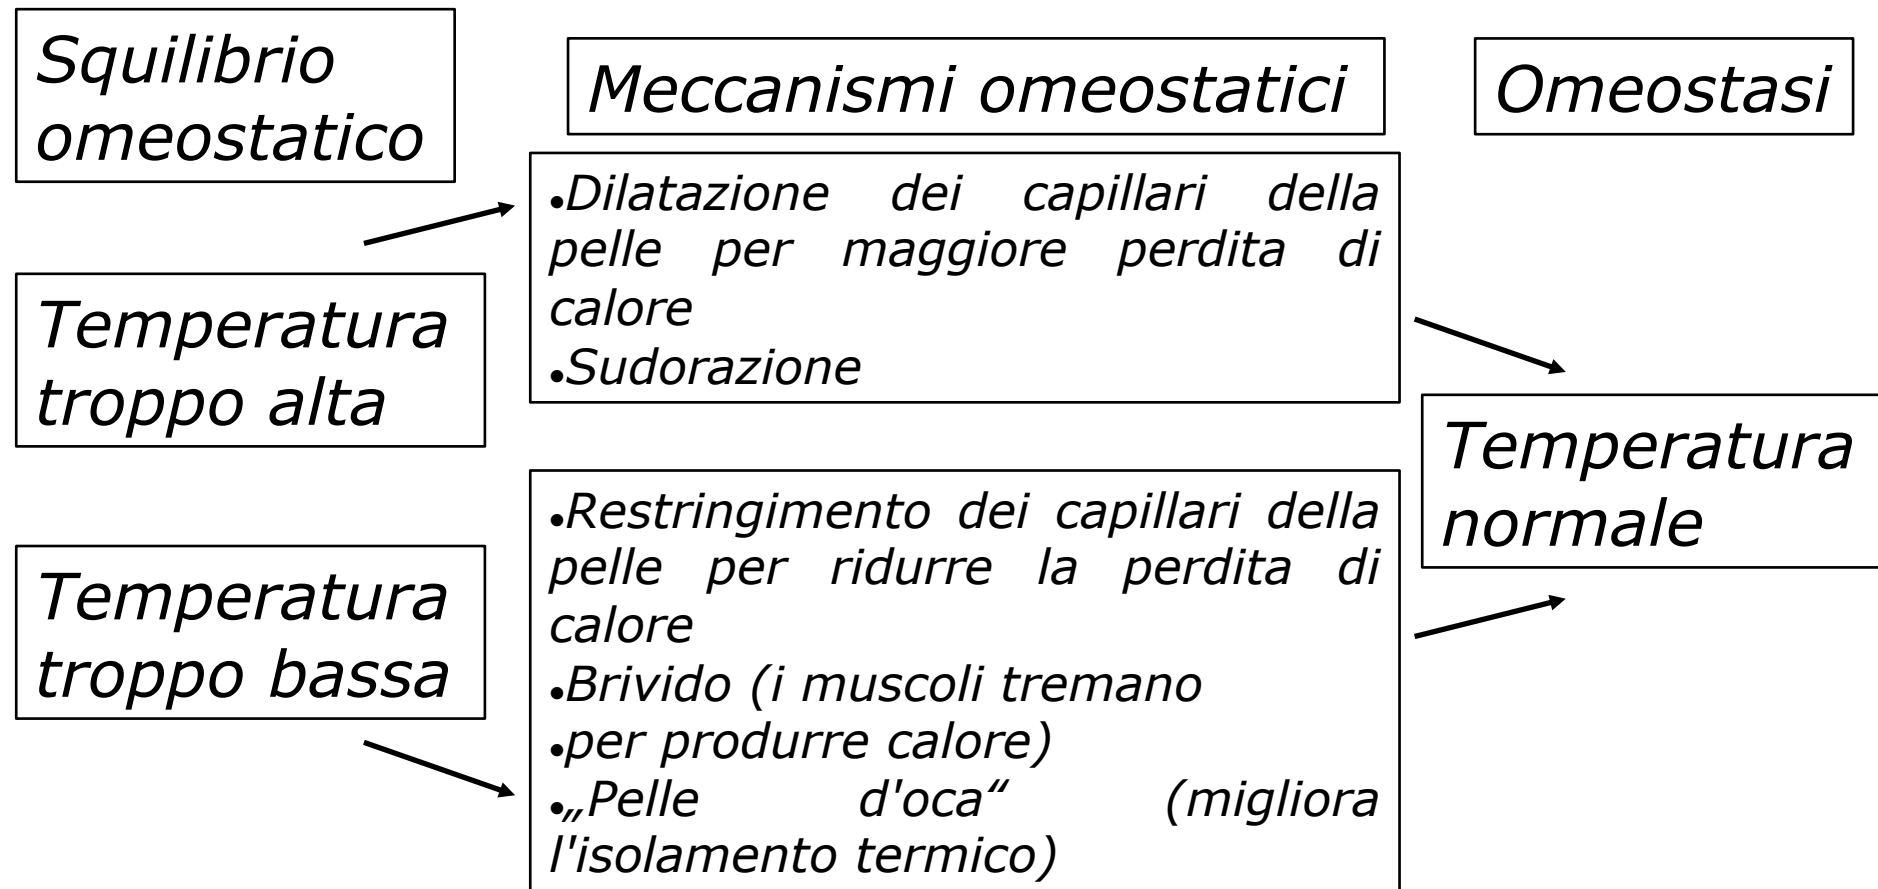 Squilibrio
omeostatico
Meccanismi omeostatici
Omeostasi
Temperatura
troppo alta
•Dilatazione dei capillari della
pelle per maggiore perdita di
calore
•Sudorazione
Temperatura
troppo bassa
•Restringimento dei capillari della
pelle per ridurre la perdita di
calore
•Brivido (i muscoli tremano
•per produrre calore)
•„Pelle d'oca“ (migliora
l'isolamento termico)
Temperatura
normale